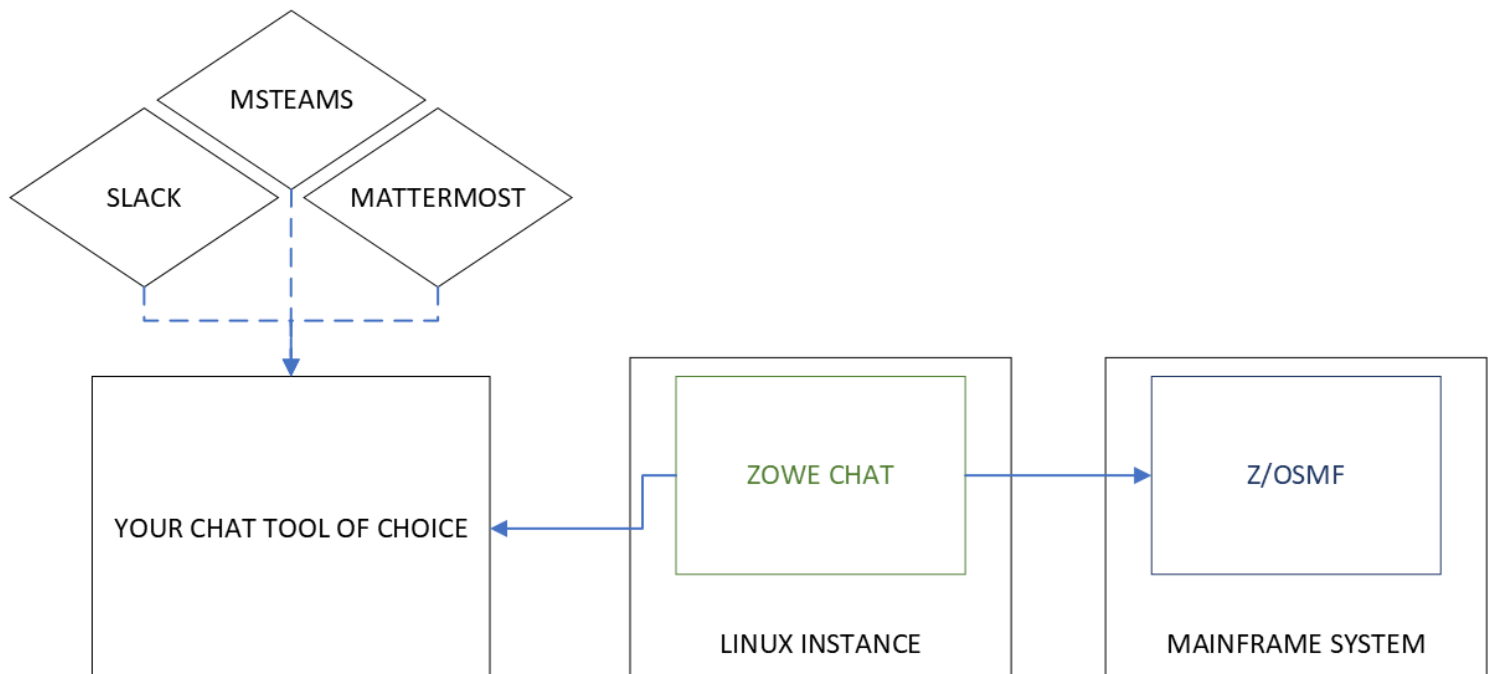 MSTEAMS
SLACK
MATTERMOST
YOUR CHAT TOOL OF CHOICE
ZOWE CHAT
LINUX INSTANCE
Z/OSMF
MAINFRAME SYSTEM